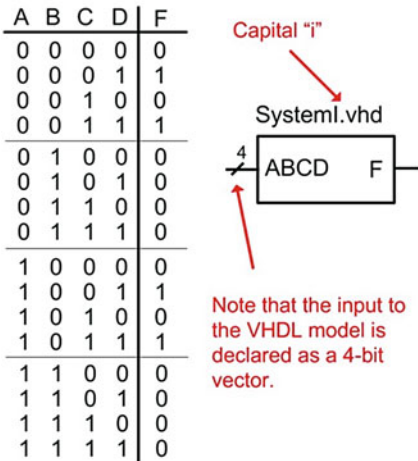 A B C D F
0 0 0 0 0
0 0 0 1 1
0 0 1 0 0
0 0 1 1 1
0 1 0 0 0
0 1 0 1 0
0 1 1 0 0
0 1 1 1 0
1 0 0 0 0
1 0 0 1 1
1 0 1 0 0
1 0 1 1 1
1 1 0 0 0
1 1 0 1 0
1 1 1 0 0
1 1 1 1 0
Capital “i”
SystemI.vhd
4
ABCD F
Note that the input to
the VHDL model is
declared as a 4-bit
vector.